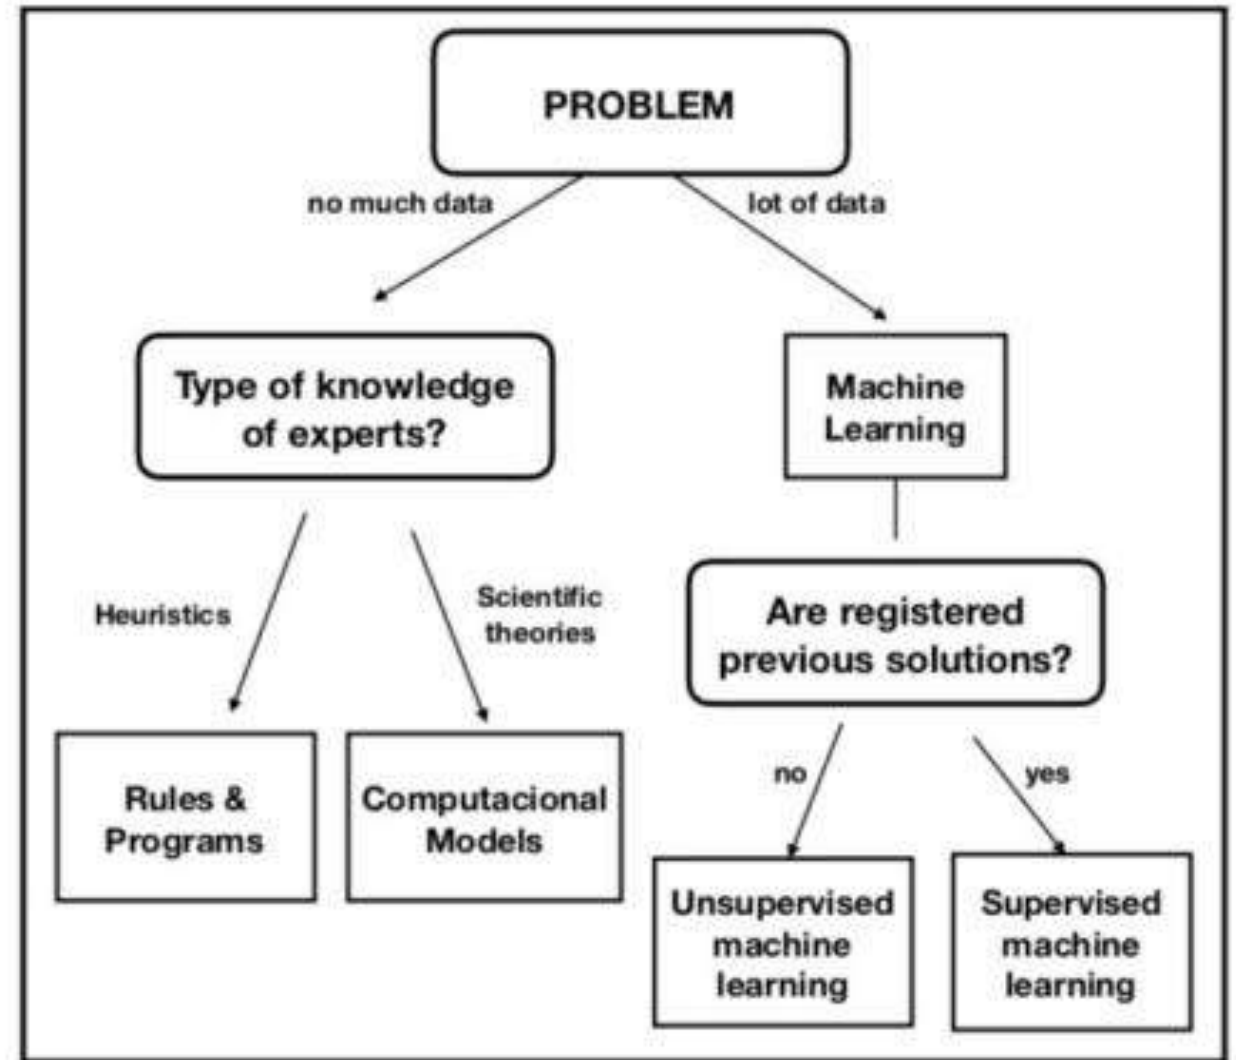 PROBLEM
no much data
lot of data
Type of knowledge
of experts?
Machine
Learning
Heuristics
Scientific
theories
Are registered
previous solutions?
no
yes
Rules &
Programs
Computacional
Models
Unsupervised
machine
learning
Supervised
machine
learning